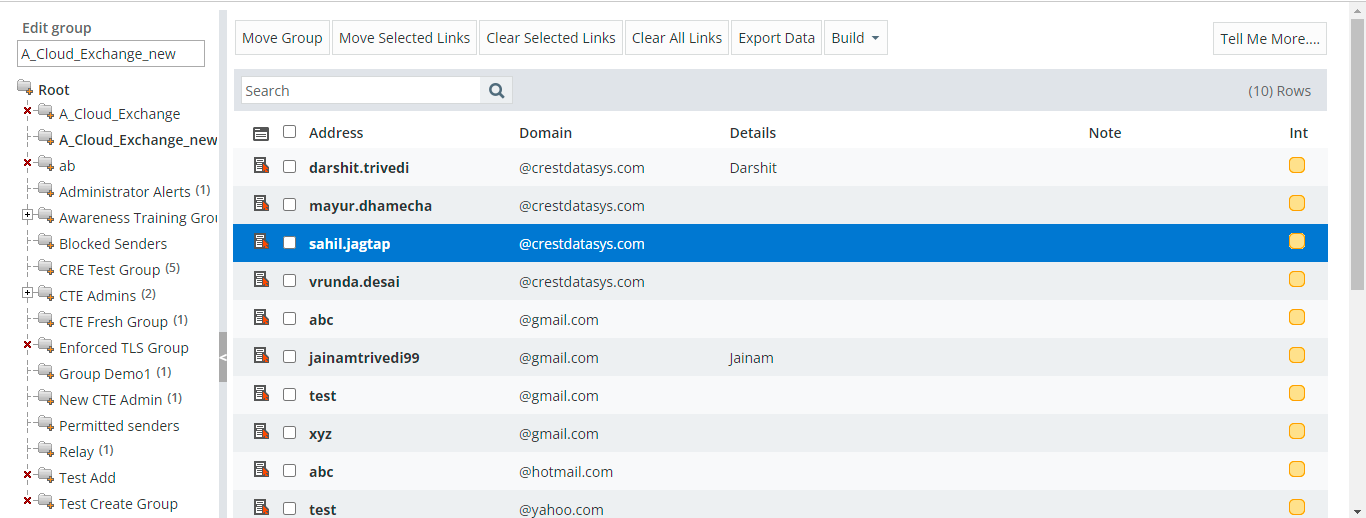 Edit group
A_Cloud_Exchange_new
Root
A_Cloud_Exchange
A_Cloud_Exchange_new
ab
Administrator Alerts (1)
Awareness Training Grou
Blocked Senders
CRE Test Group (5)
CTE Admins (2)
CTE Fresh Group (1)
Enforced TLS Group
Group Demo1 (1)
New CTE Admin (1)
Permitted senders
Relay (1)
Test Add
Test Create Group
<
Move Group Move Selected Links Clear Selected Links Clear All Links Export Data Build Tell Me More....
Search (10) Rows
Address Domain Details Note Int
darshit.trivedi @crestdatasys.com Darshit
mayur.dhamecha @crestdatasys.com
sahil.jagtap @crestdatasys.com
vrunda.desai @crestdatasys.com
abc @gmail.com
jainamtrivedi99 @gmail.com Jainam
test @gmail.com
xyz @gmail.com
abc @hotmail.com
test @yahoo.com